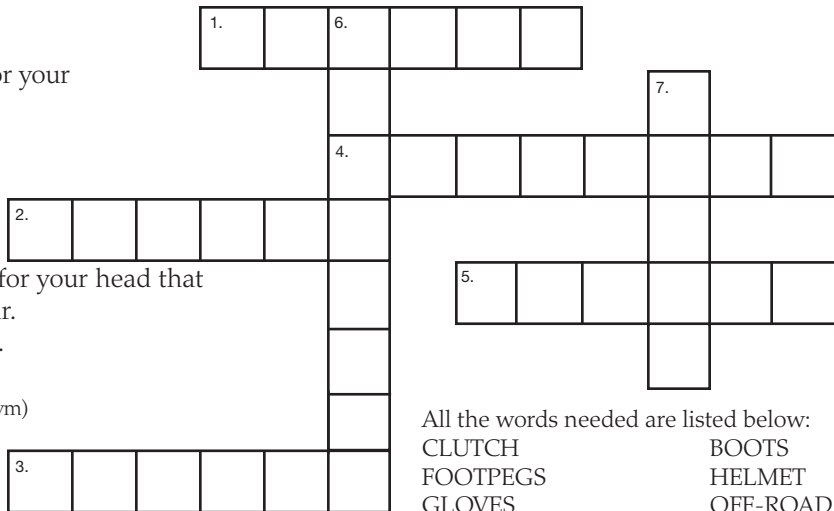 1.
6.
or your
7.
4.
2.
for your head that
5.
r.
.
ym)
All the words needed are listed below:
CLUTCH BOOTS
FOOTPEGS HELMET
3.
GLOVES OFF-ROAD